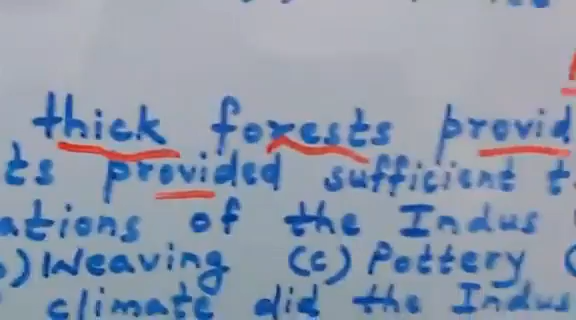 thick forests provid
ts provided sufficient t
ations of the Indus
) Weaving (c) Pottery (
climate did the Indus